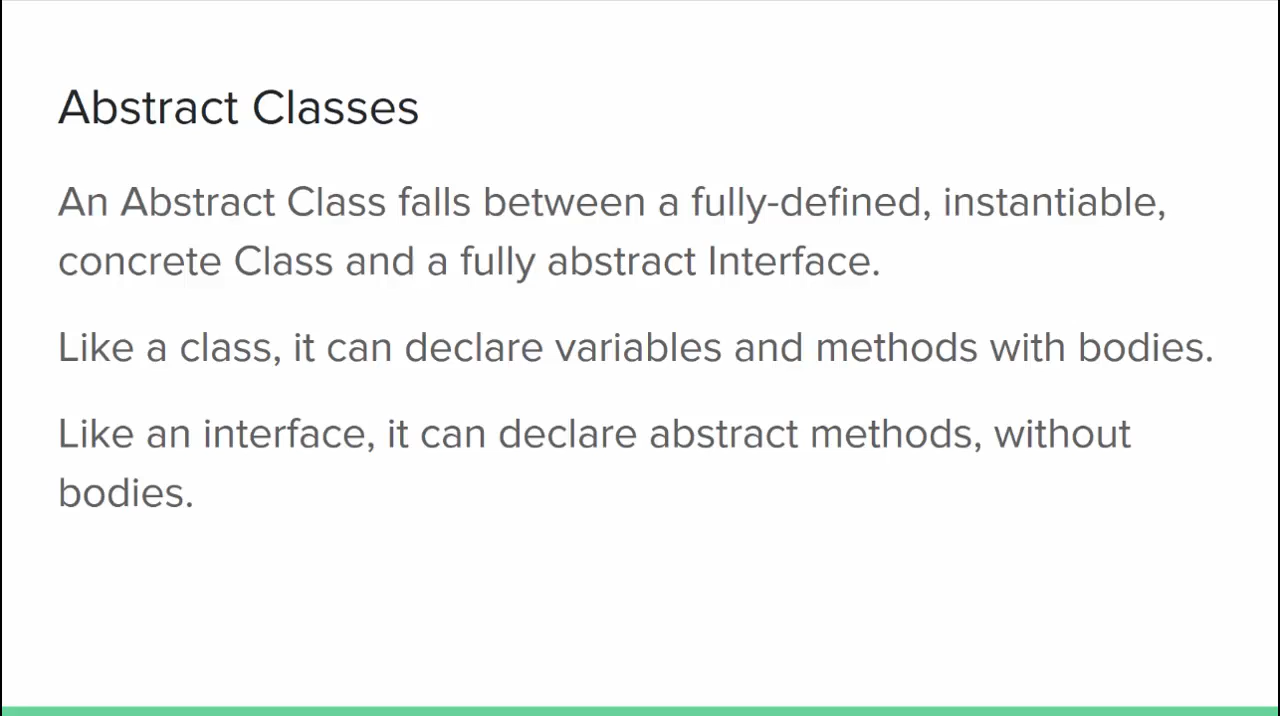 Abstract Classes
An Abstract Class falls between a fully-defined, instantiable,
concrete Class and a fully abstract Interface.
Like a class, it can declare variables and methods with bodies.
Like an interface, it can declare abstract methods, without
bodies.